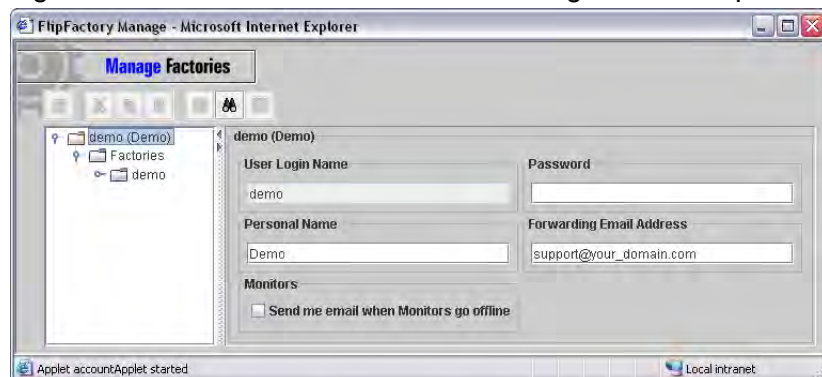 FlipFactory Manage - Microsoft Internet Explorer
Manage Factories
demo (Demo)
Factories
demo
demo (Demo)
User Login Name
Password
demo
Personal Name
Forwarding Email Address
Demo
support@your_domain.com
Monitors
Send me email when Monitors go offline
Applet accountApplet started
Local intranet